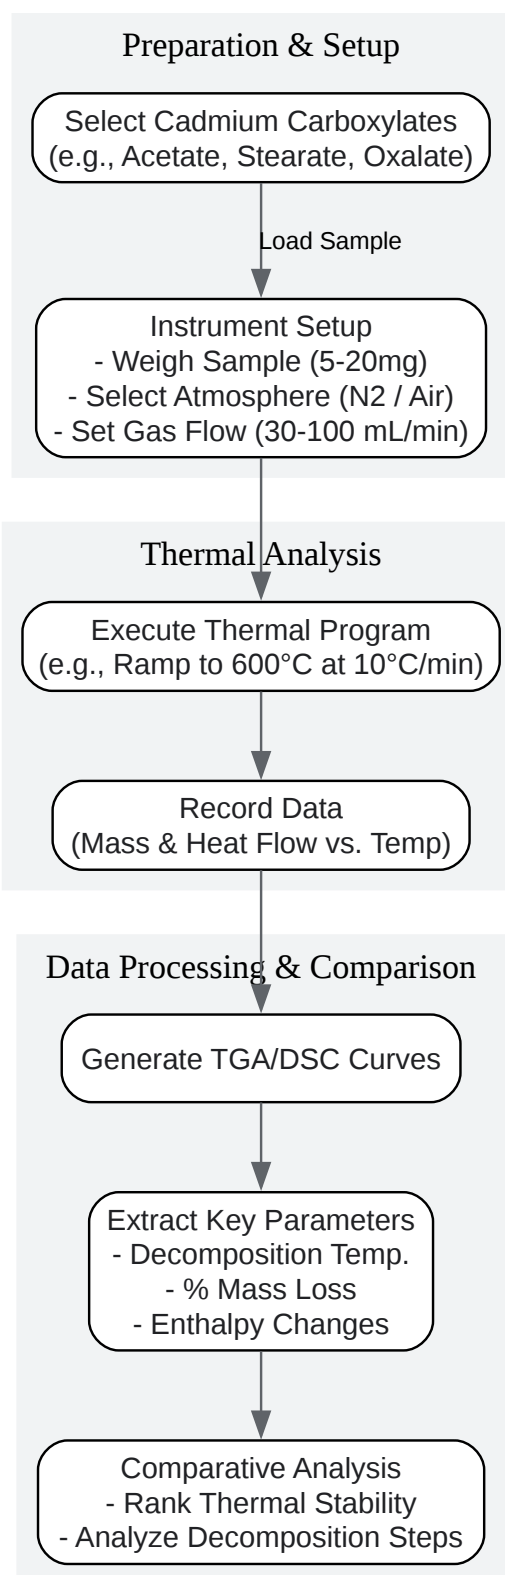 Preparation & Setup
Select Cadmium Carboxylates
(e.g., Acetate, Stearate, Oxalate)
Load Sample
Instrument Setup
- Weigh Sample (5-20mg)
- Select Atmosphere (N2 / Air)
- Set Gas Flow (30-100 mL/min)
Thermal Analysis
Execute Thermal Program
(e.g., Ramp to 600°C at 10°C/min)
Record Data
(Mass & Heat Flow vs. Temp)
Data Processing & Comparison
Generate TGA/DSC Curves
Extract Key Parameters
- Decomposition Temp.
- % Mass Loss
- Enthalpy Changes
Comparative Analysis
- Rank Thermal Stability
- Analyze Decomposition Steps